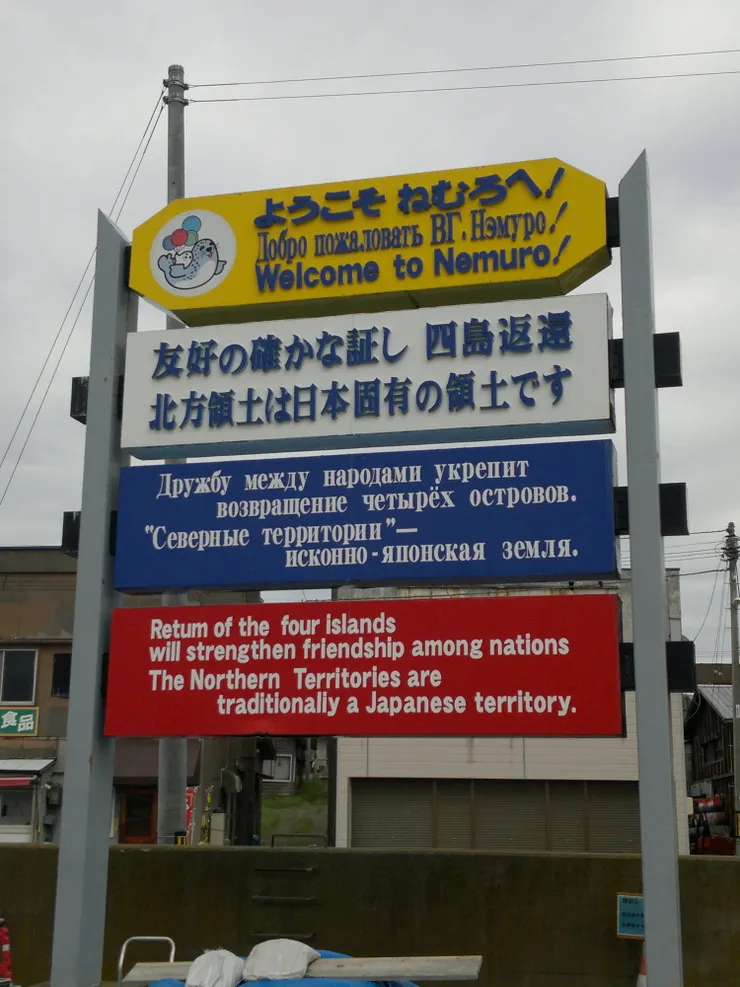 ようこそ ねむろへ!
Добро пожаловать ВГ. Нэмуро!
Welcome to Nemuro!
友好の確かな証し 四島返還
北方領土は日本固有の領土です
Дружбу между народами укрепит
возвращение четырёх островов.
"Северные территории"—
исконно-японская земля.
Retum of the four islands
will strengthen friendship among nations
The Northern Territories are
traditionally a Japanese territory.
食品